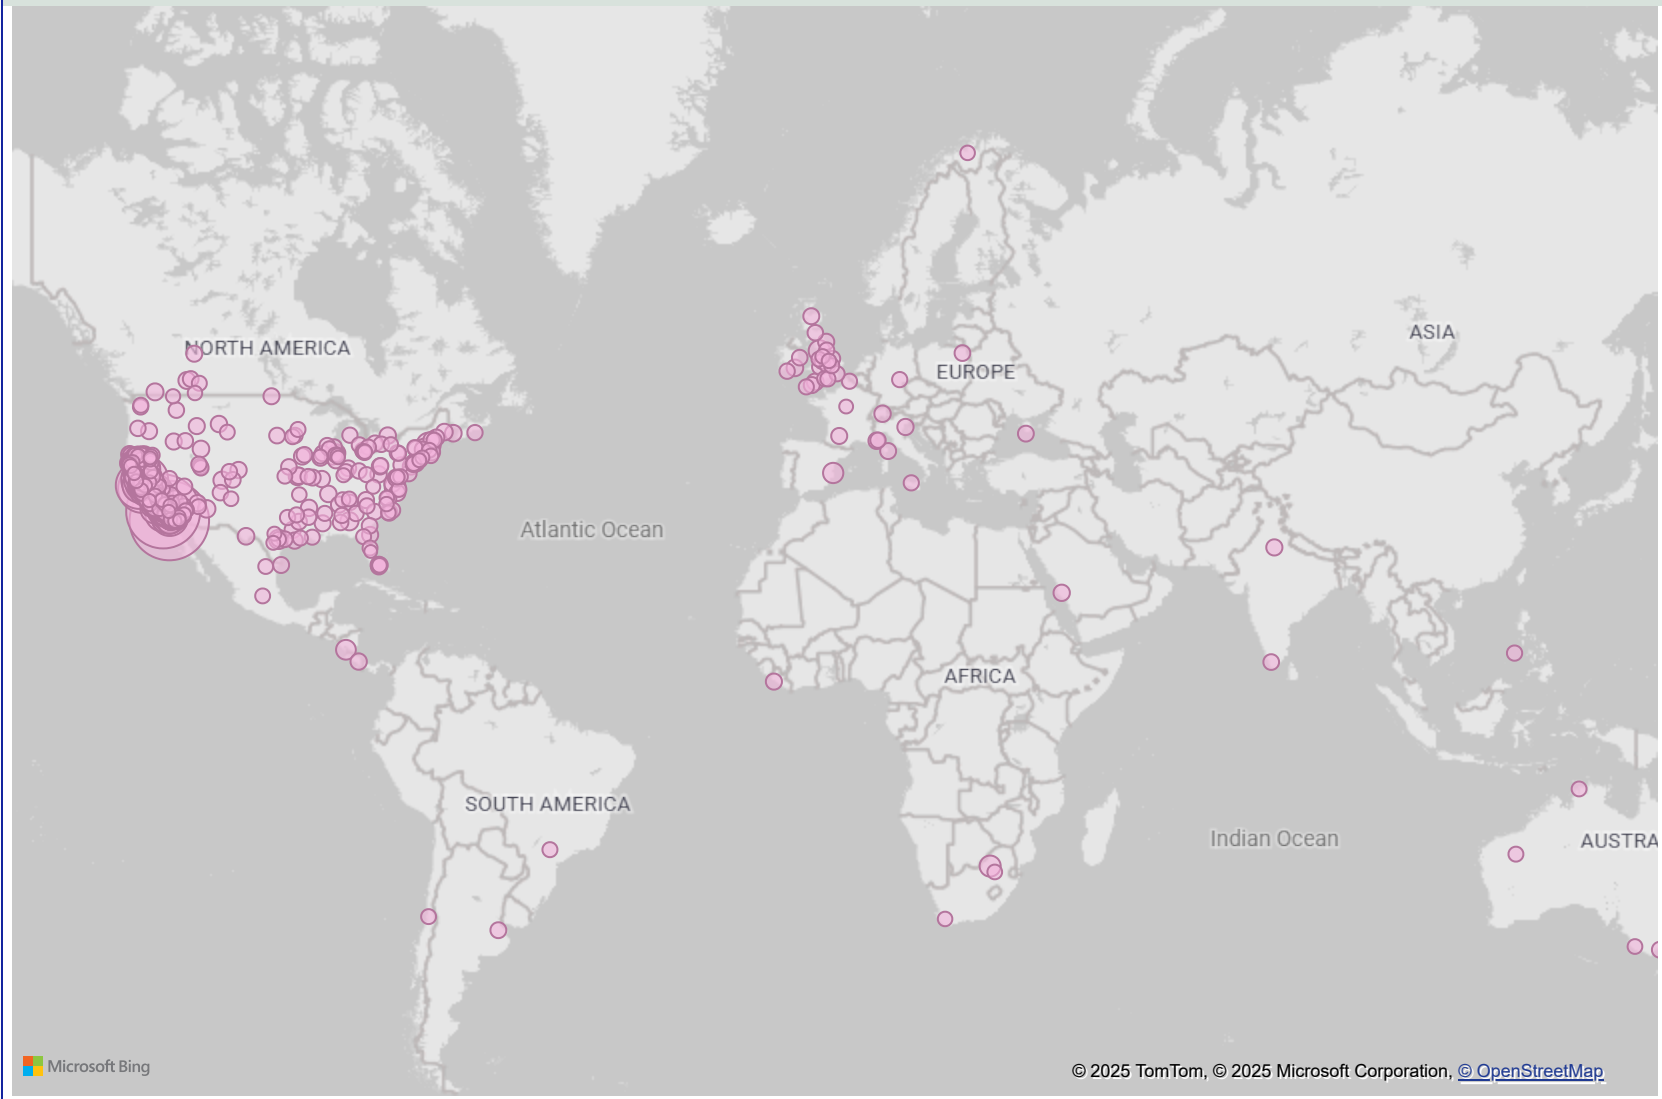 NORTH AMERICA
ASIA
EUROPE
Atlantic Ocean
AFRICA
SOUTH AMERICA
Indian Ocean
AUSTRA
Microsoft Bing
© 2025 TomTom, © 2025 Microsoft Corporation, © OpenStreetMap